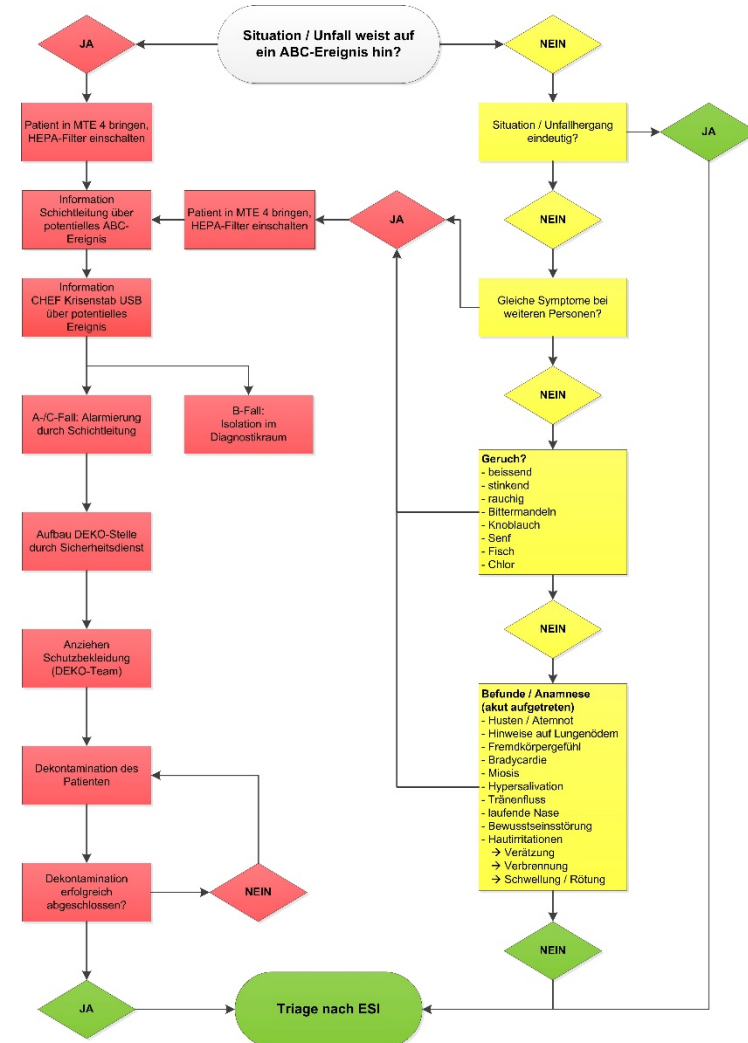 Situation / Unfall weist auf
ein ABC-Ereignis hin?
JA
NEIN
Patient in MTE 4 bringen,
HEPA-Filter einschalten
Situation / Unfallhergang
eindeutig?
JA
Information
Schichtleitung über
potentielles ABC-
Ereignis
Patient in MTE 4 bringen,
HEPA-Filter einschalten
JA
NEIN
Information
CHEF Krisenstab USB
über potentielles
Ereignis
Gleiche Symptome bei
weiteren Personen?
NEIN
A-/C-Fall: Alarmierung
durch Schichtleitung
B-Fall:
Isolation im
Diagnostikraum
Geruch?
- beissend
- stinkend
- rauchig
- Bittermandeln
- Knoblauch
- Senf
- Fisch
- Chlor
Aufbau DEKO-Stelle
durch Sicherheitsdienst
NEIN
Anziehen
Schutzbekleidung
(DEKO-Team)
Befunde / Anamnese
(akut aufgetreten)
- Husten / Atemnot
- Hinweise auf Lungenödem
- Fremdkörpergefühl
- Bradycardie
- Miosis
- Hypersalivation
- Tränenfluss
- laufende Nase
- Bewusstseinsstörung
- Hautirritationen
→ Verätzung
→ Verbrennung
→ Schwellung / Rötung
Dekontamination des
Patienten
Dekontamination
erfolgreich
abgeschlossen?
NEIN
NEIN
JA
Triage nach ESI